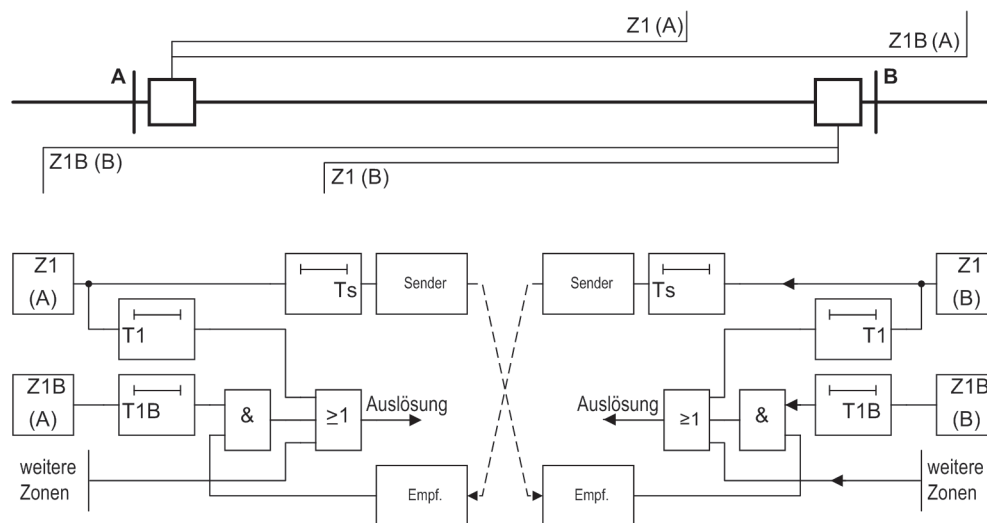 Z1 (A)
Z1B (A)
A
B
Z1B (B)
Z1 (B)
Z1
(A)
Ts
Sender
Sender
Ts
Z1
(B)
T1
T1
Z1B
(A)
T1B
&
≥1
Auslösung
Auslösung
≥1
&
T1B
Z1B
(B)
weitere
Zonen
Empf.
Empf.
weitere
Zonen